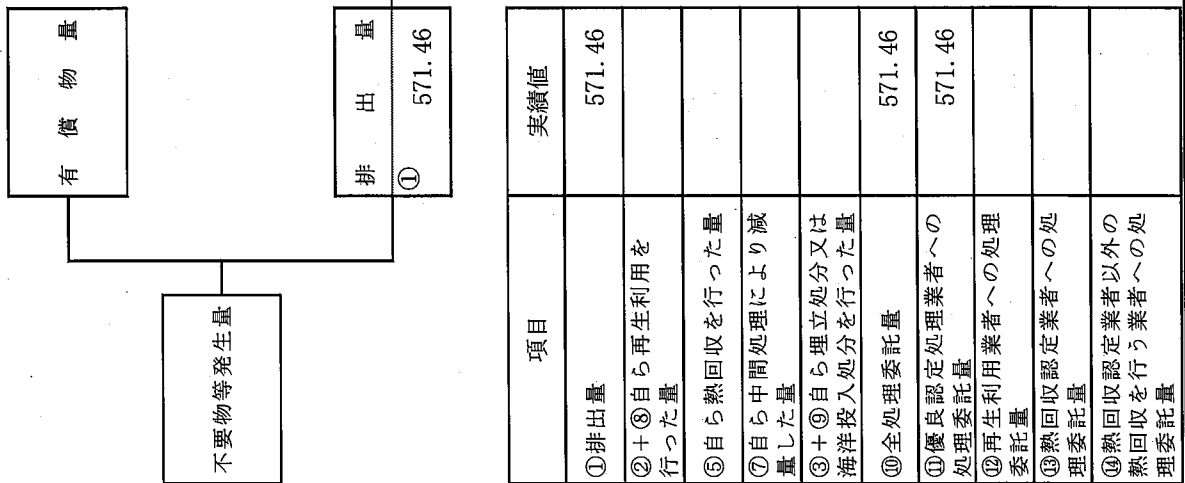 有償物量
不要物等発生量
排出量
① 571.46
項目 実績値
①排出量 571.46
②+⑧自ら再生利用を
行った量
⑤自ら熱回収を行った量
⑦自ら中間処理により減
量した量
③+⑨自ら埋立処分又は
海洋投入処分を行った量
⑩全処理委託量 571.46
⑪優良認定処理業者への
処理委託量 571.46
⑫再生利用業者への処理
委託量
⑬熱回収認定業者への処
理委託量
⑭熱回収認定業者以外の
熱回収を行う業者への処
理委託量